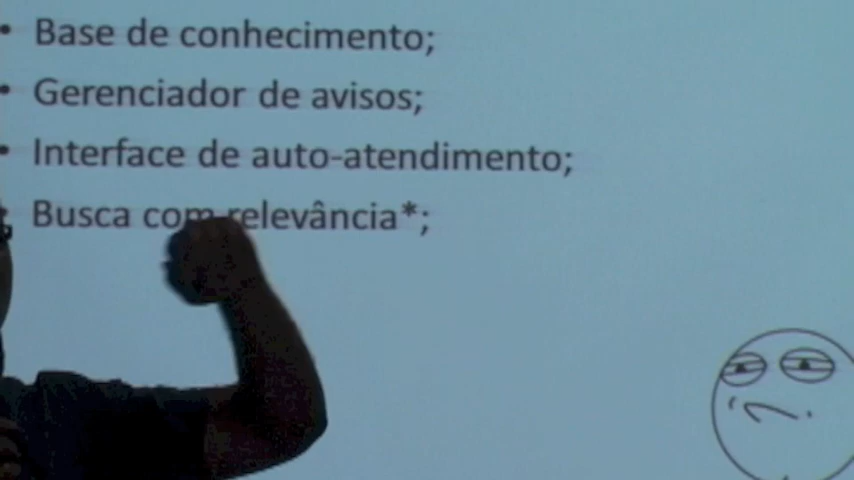 • Base de conhecimento;
• Gerenciador de avisos;
• Interface de auto-atendimento;
• Busca com relevância*;